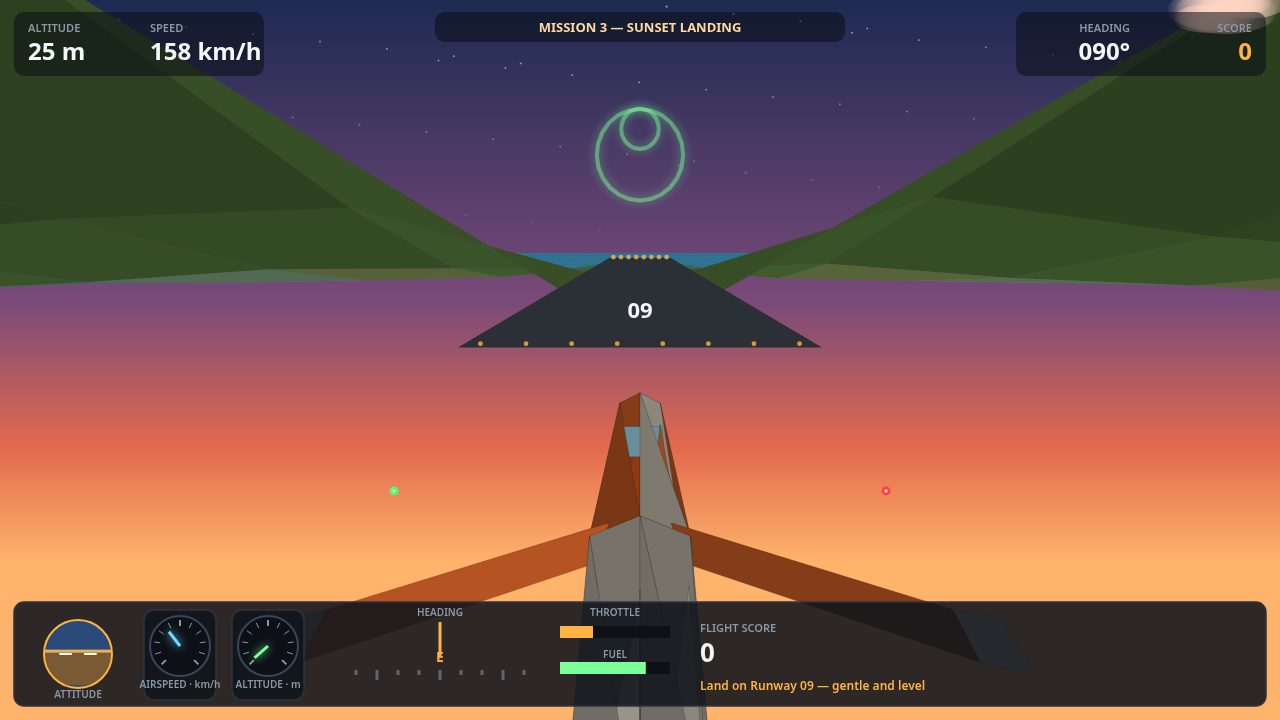 ALTITUDE
25 m
SPEED
158 km/h
MISSION 3 — SUNSET LANDING
HEADING
090°
SCORE
0
09
ATTITUDE
AIRSPEED · km/h
ALTITUDE · m
HEADING
E
THROTTLE
FUEL
FLIGHT SCORE
0
Land on Runway 09 — gentle and level